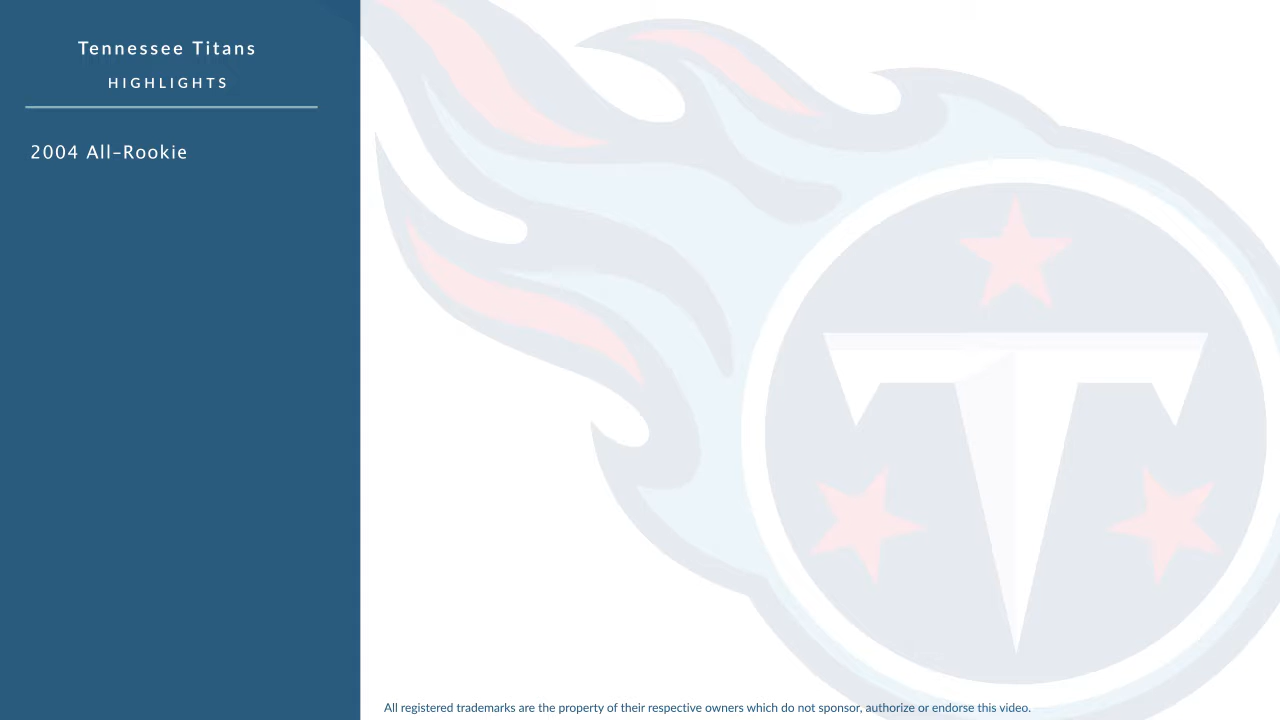 Tennessee Titans
HIGHLIGHTS
2004 All-Rookie
T
All registered trademarks are the property of their respective owners which do not sponsor, authorize or endorse this video.